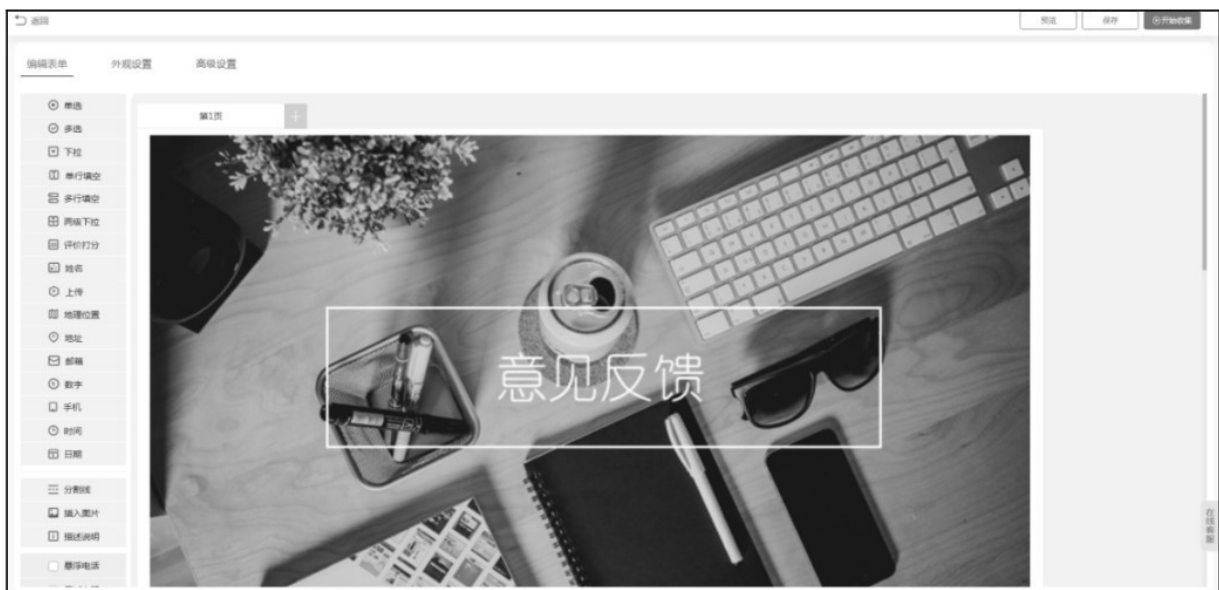 返回
预览
保存
开始收集
编辑表单
外观设置
高级设置
单选
多选
下拉
单行填空
多行填空
两级下拉
评价打分
姓名
上传
地理位置
地址
邮箱
数字
手机
时间
日期
分割线
插入图片
描述说明
悬浮电话
第1页
意见反馈
在线客服